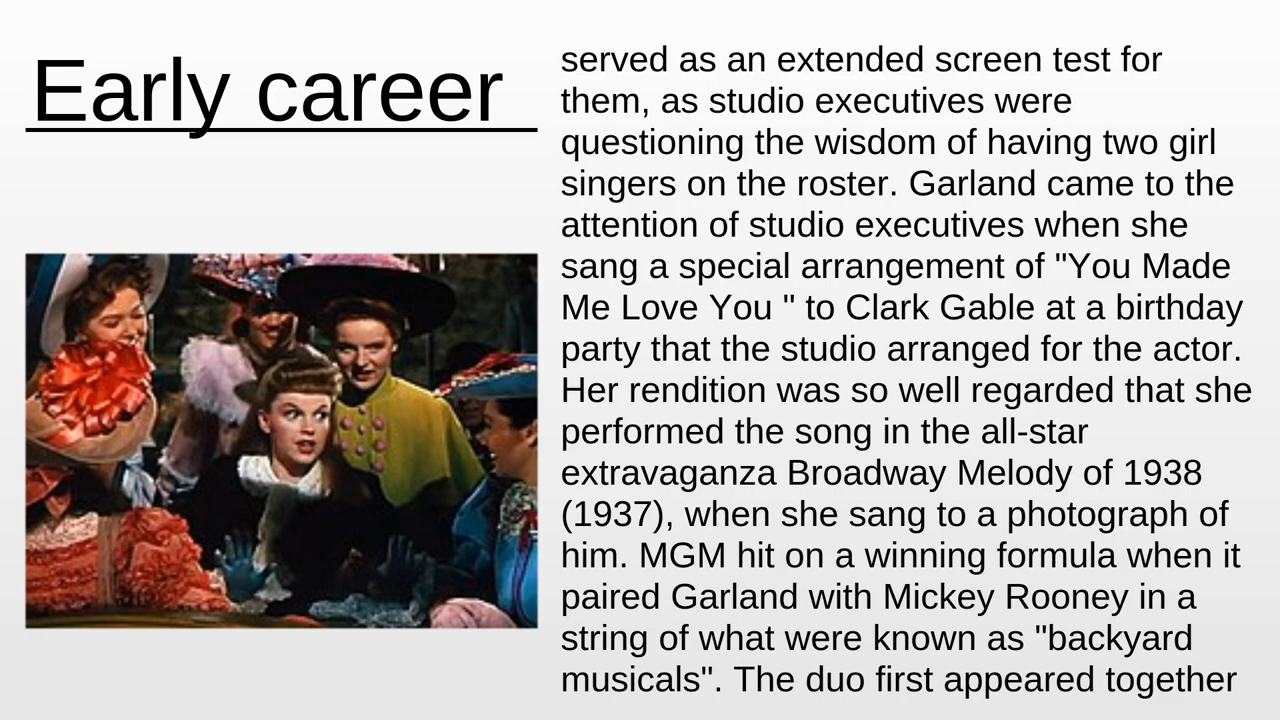 Early career
served as an extended screen test for
them, as studio executives were
questioning the wisdom of having two girl
singers on the roster. Garland came to the
attention of studio executives when she
sang a special arrangement of "You Made
Me Love You " to Clark Gable at a birthday
party that the studio arranged for the actor.
Her rendition was so well regarded that she
performed the song in the all-star
extravaganza Broadway Melody of 1938
(1937), when she sang to a photograph of
him. MGM hit on a winning formula when it
paired Garland with Mickey Rooney in a
string of what were known as "backyard
musicals". The duo first appeared together